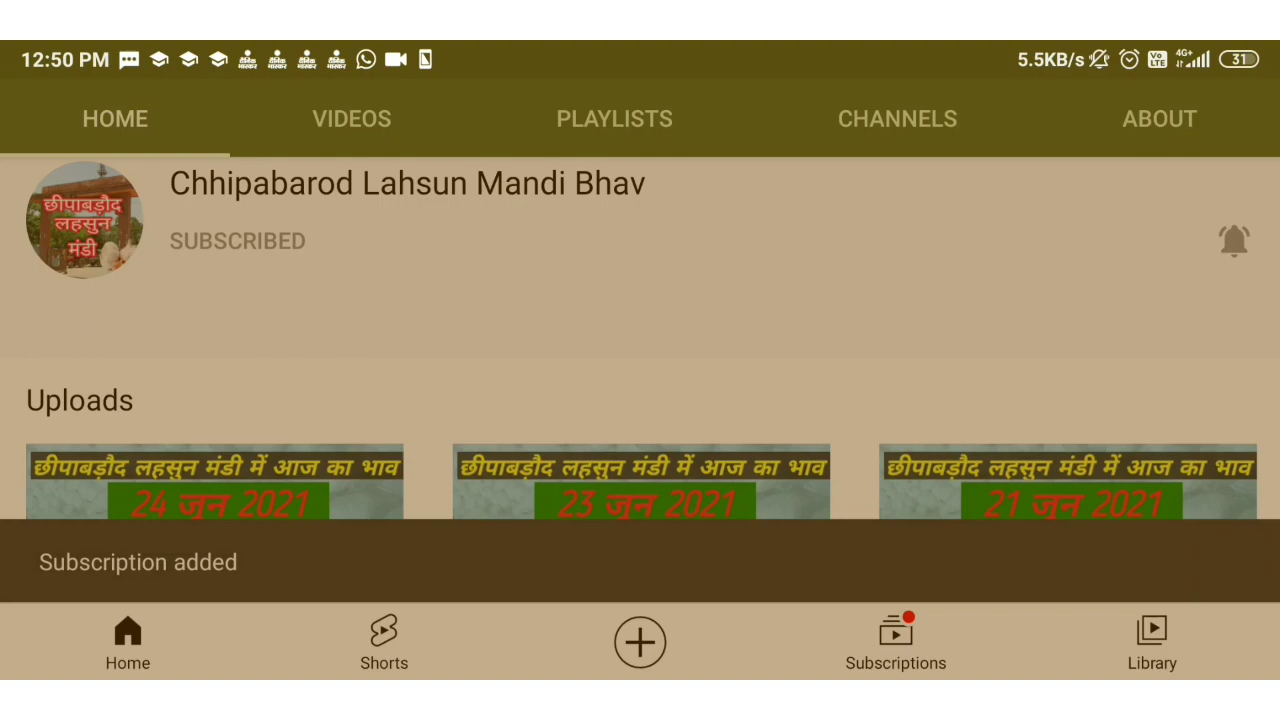 12:50 PM
5.5KB/s
4G+
31
HOME VIDEOS PLAYLISTS CHANNELS ABOUT
छीपाबड़ौद
लहसुन
मंडी
Chhipabarod Lahsun Mandi Bhav
SUBSCRIBED
Uploads
छीपाबड़ौद लहसुन मंडी में आज का भाव
24 जून 2021
छीपाबड़ौद लहसुन मंडी में आज का भाव
23 जून 2021
छीपाबड़ौद लहसुन मंडी में आज का भाव
21 जून 2021
Subscription added
Home Shorts Subscriptions Library